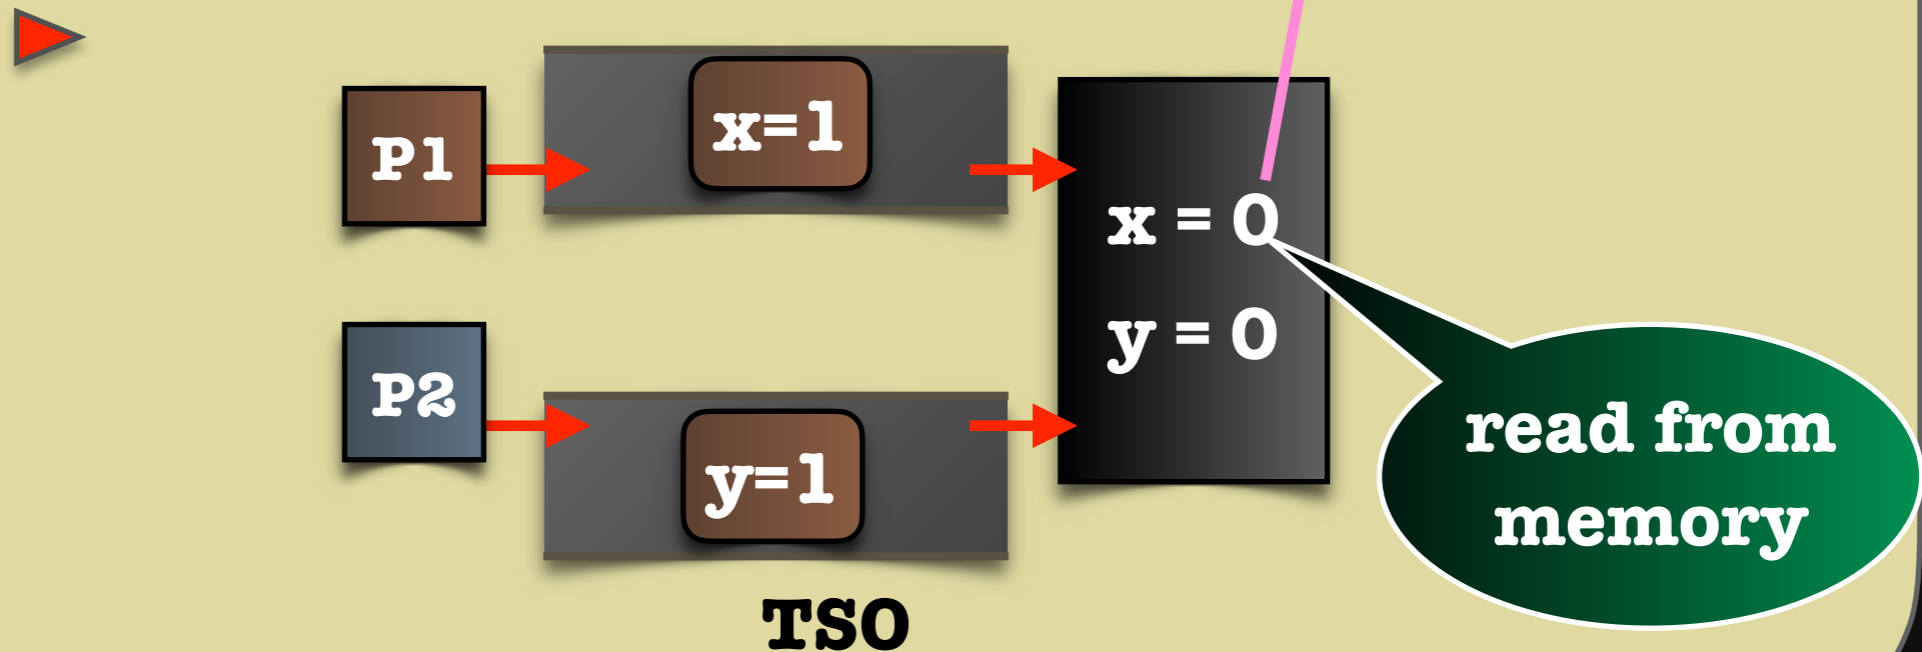 P1
x=1
x = 0
y = 0
P2
y=1
read from
memory
TSO